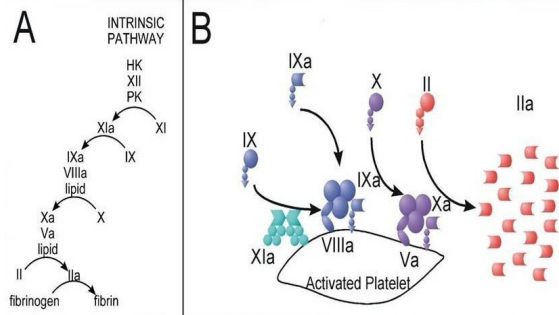 A
INTRINSIC
PATHWAY
HK
XII
PK
XIa
XI
IXa
IX
VIIIa
lipid
Xa
X
Va
lipid
II
IIa
fibrinogen
fibrin
B
IXa
X
II
IIa
IX
IXa
Xa
XIa
VIIIa
Va
Activated Platelet